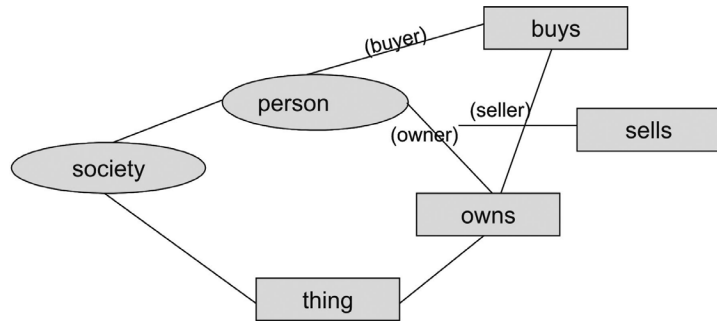 buys
(buyer)
person
(seller)
(owner)
sells
society
owns
thing